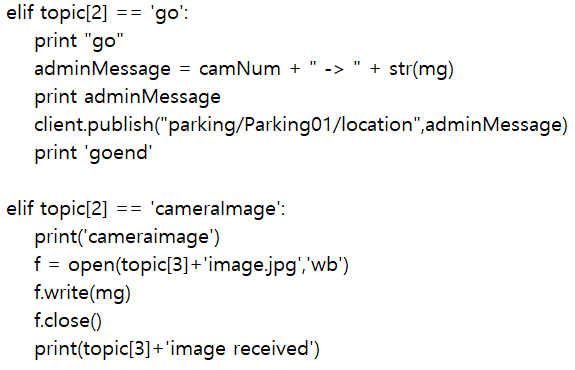 elif topic[2] == 'go':
print "go"
adminMessage = camNum + " -> " + str(mg)
print adminMessage
client.publish("parking/Parking01/location",adminMessage)
print 'goend'
elif topic[2] == 'cameraImage':
print('cameraimage')
f = open(topic[3]+'image.jpg','wb')
f.write(mg)
f.close()
print(topic[3]+'image received')